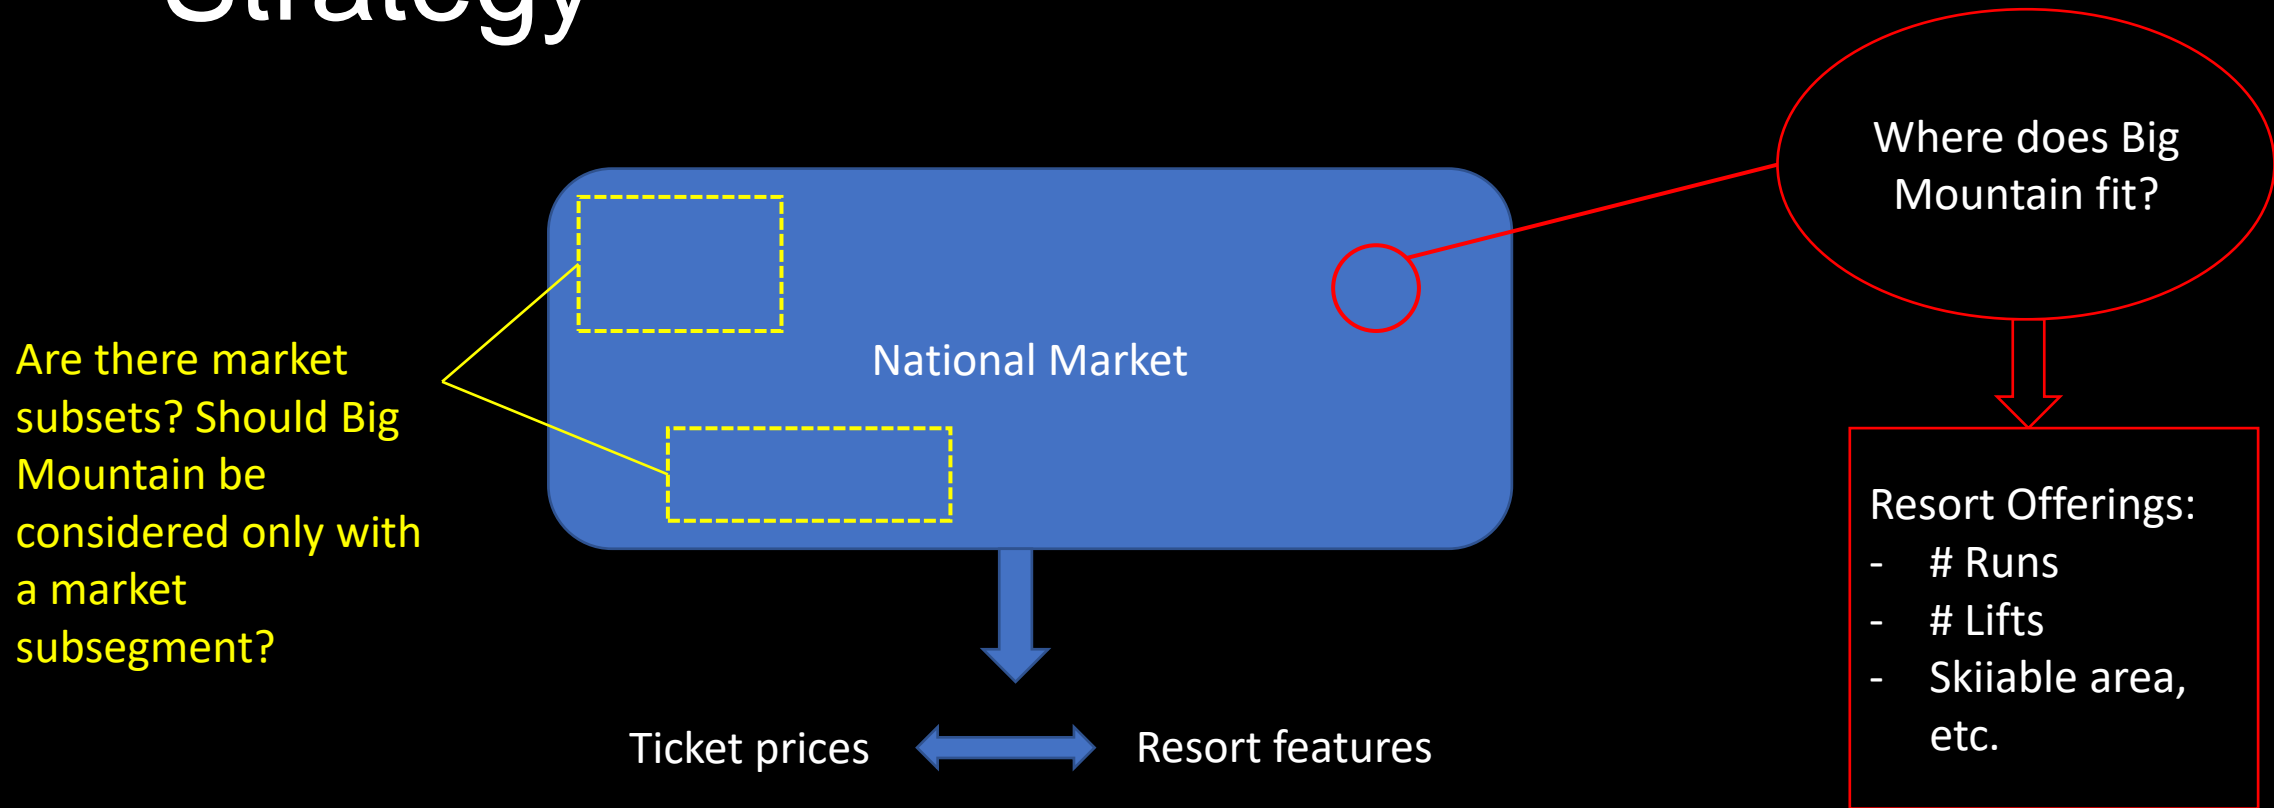 Strategy
Where does Big
Mountain fit?
National Market
Are there market
subsets? Should Big
Mountain be
considered only with
a market
subsegment?
Resort Offerings:
- # Runs
- # Lifts
- Skiiable area,
etc.
Ticket prices
Resort features